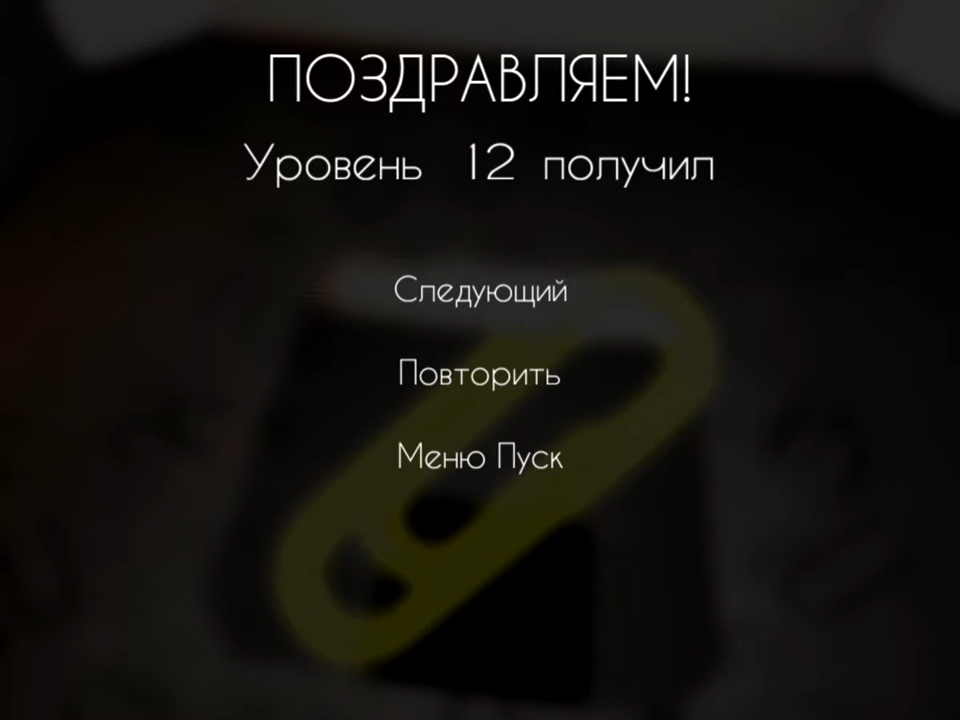 ПОЗДРАВЛЯЕМ!
Уровень 12 получил
Следующий
Повторить
Меню Пуск